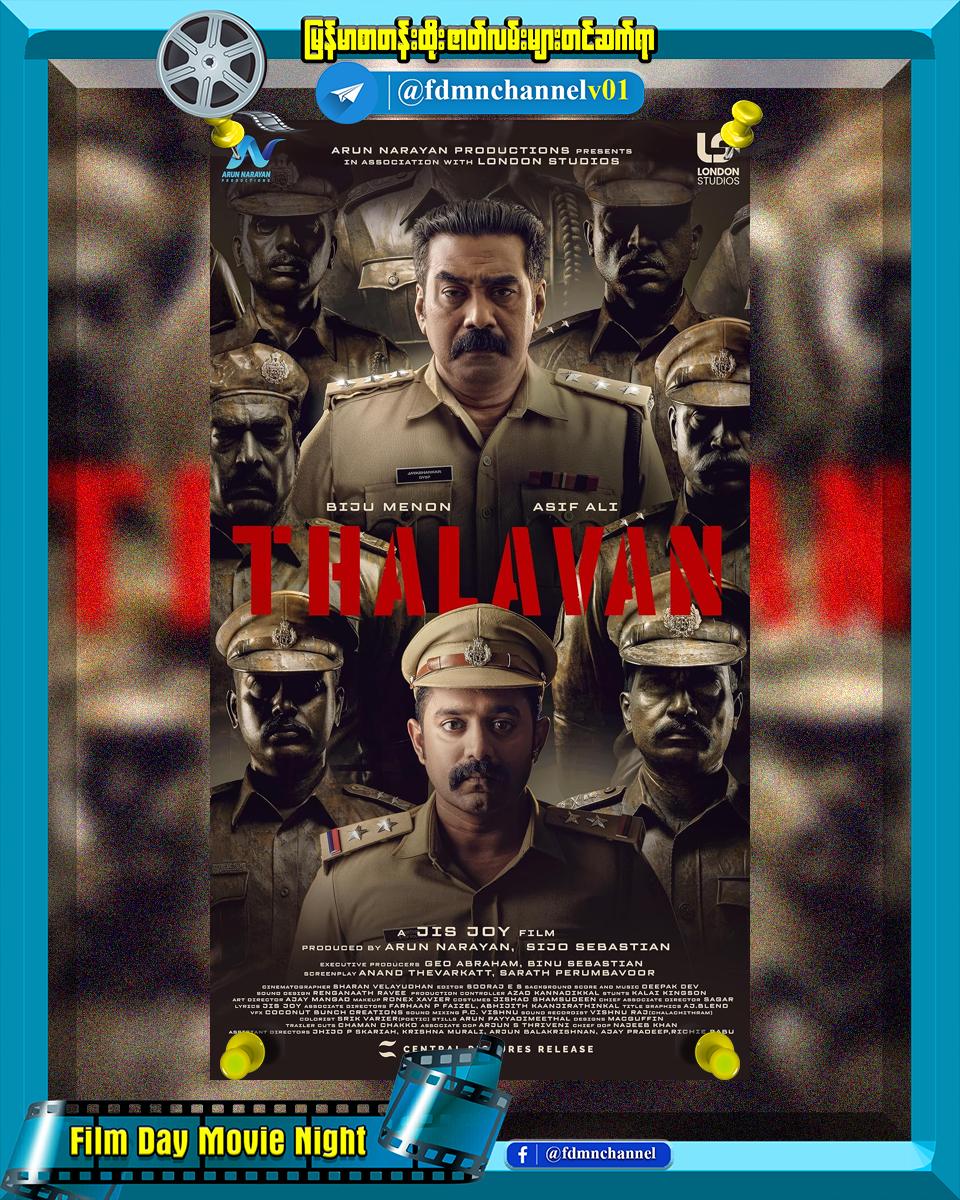 မြန်မာစာတန်းထိုးဇာတ်လမ်းများတင်ဆက်ရာ
@fdmnchannelv01
ARUN NARAYAN
PRODUCTIONS
ARUN NARAYAN PRODUCTIONS PRESENTS
IN ASSOCIATION WITH LONDON STUDIOS
LONDON
STUDIOS
JAYASHANKAR
DYSP
BIJU MENON ASIF ALI
THALAVAN
A JIS JOY FILM
PRODUCED BY ARUN NARAYAN, SIJO SEBASTIAN
EXECUTIVE PRODUCERS GEO ABRAHAM, BINU SEBASTIAN
SCREENPLAY ANAND THEVARKATT, SARATH PERUMBAVOOR
CINEMATOGRAPHER SHARAN VELAYUDHAN EDITOR SOORAJ E S BACKGROUND SCORE AND MUSIC DEEPAK DEV
SOUND DESIGN RENGANAATH RAVEE PRODUCTION CONTROLLER AZAD KANNADIKKAL STUNTS KALAI KINGSON
ART DIRECTOR AJAY MANGAD MAKEUP RONEX XAVIER COSTUMES JISHAD SHAMSUDEEN CHIEF ASSOCIATE DIRECTOR SAGAR
LYRICS JIS JOY ASSOCIATE DIRECTORS FARHAAN P FAIZEL, ABHIJITH KAANJIRATHINKAL TITLE GRAPHICS AJ.BLEND
VFX COCONUT BUNCH CREATIONS SOUND MIXING P.C. VISHNU SOUND RECORDIST VISHNU RAJ(CHALACHITHRAM)
COLORIST SRIK VARIER(POETIC) STILLS ARUN PAYYADIMEETHAL DESIGNS MACGUFFIN
TRAILER CUTS CHAMAN CHAKKO ASSOCIATE DOP ARJUN S THRIVENI CHIEF DOP NAJEEB KHAN
ASSISTANT DIRECTORS JHIJO P SKARIAH, KRISHNA MURALI, ARJUN BALAKRISHNAN, AJAY PRADEEP,RICHIE BABU
CENTRAL PICTURES RELEASE
Film Day Movie Night
@fdmnchannel